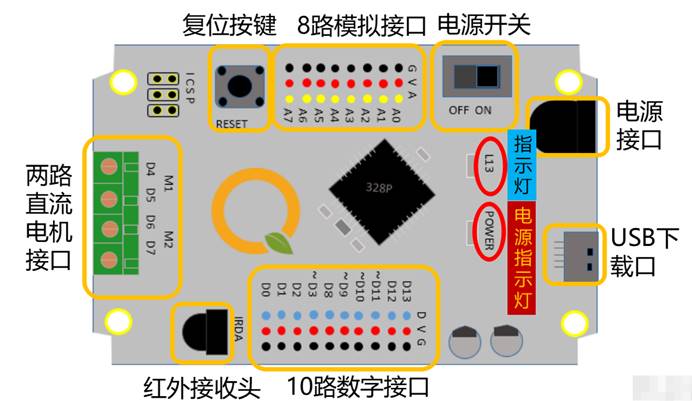 复位按键
8路模拟接口
电源开关
ICSP
RESET
G V A
A7 A6 A5 A4 A3 A2 A1 A0
OFF ON
电源
接口
两路
直流
电机
接口
D4
D5
D6
D7
M1
M2
328P
L13
指示灯
POWER
电源指示灯
USB下
载口
IRDA
D0 D1 D2 ~D3 D8 ~D9 ~D10 ~D11 D12 D13
D V G
红外接收头
10路数字接口